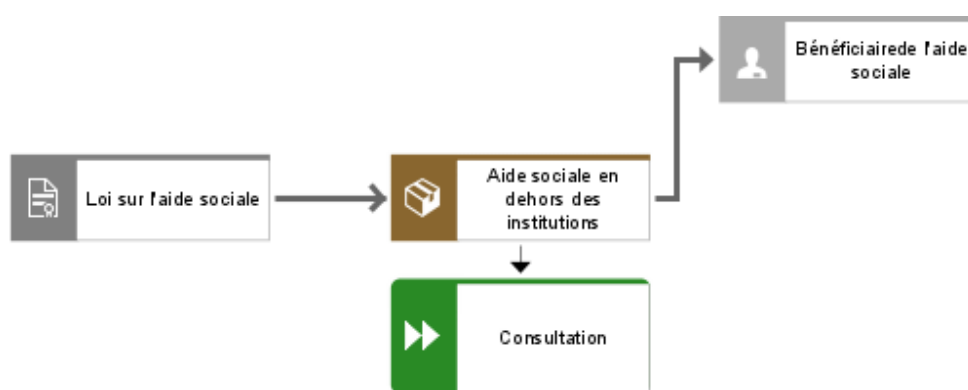 Bénéficiairede l'aide
sociale
Loi sur l'aide sociale
Aide sociale en
dehors des
institutions
Consultation